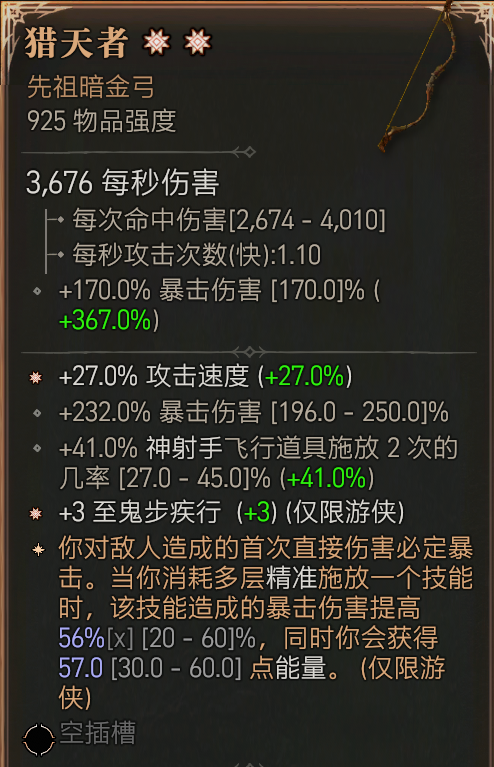 猎天者
先祖暗金弓
925 物品强度
3,676 每秒伤害
每次命中伤害[2,674 - 4,010]
每秒攻击次数(快):1.10
+170.0% 暴击伤害 [170.0]% (
+367.0%)
+27.0% 攻击速度 (+27.0%)
+232.0% 暴击伤害 [196.0 - 250.0]%
+41.0% 神射手飞行道具施放 2 次的
几率 [27.0 - 45.0]% (+41.0%)
+3 至鬼步疾行 (+3) (仅限游侠)
你对敌人造成的首次直接伤害必定暴
击。当你消耗多层精准施放一个技能
时，该技能造成的暴击伤害提高
56%[x] [20 - 60]%，同时你会获得
57.0 [30.0 - 60.0] 点能量。 (仅限游
侠)
空插槽